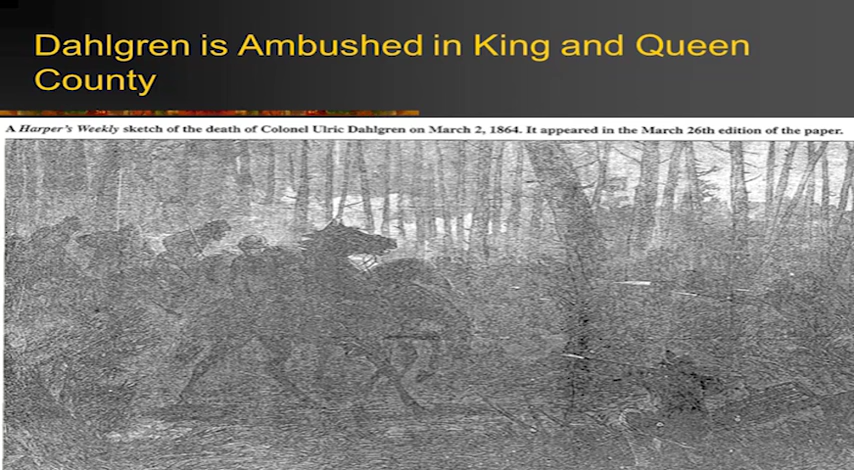 Dahlgren is Ambushed in King and Queen
County
A Harper's Weekly sketch of the death of Colonel Ulric Dahlgren on March 2, 1864. It appeared in the March 26th edition of the paper.